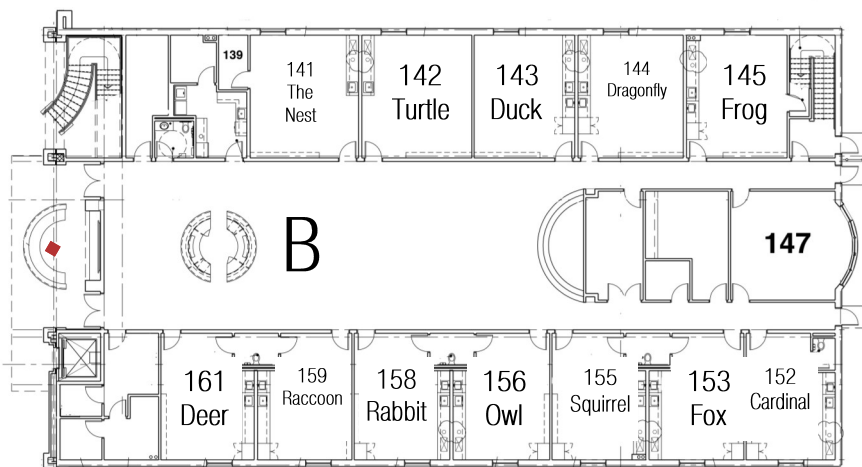 139
141
The
Nest
142
Turtle
143
Duck
144
Dragonfly
145
Frog
B
147
161
Deer
159
Raccoon
158
Rabbit
156
Owl
155
Squirrel
153
Fox
152
Cardinal